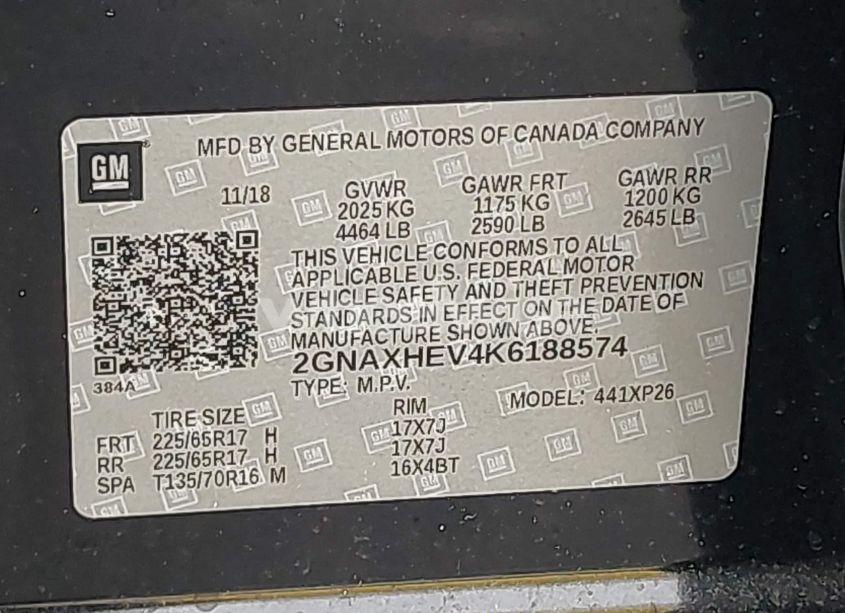 MFD BY GENERAL MOTORS OF CANADA COMPANY
GM
11/18
GVWR GAWR FRT GAWR RR
2025 KG 1175 KG 1200 KG
4464 LB 2590 LB 2645 LB
THIS VEHICLE CONFORMS TO ALL
APPLICABLE U.S. FEDERAL MOTOR
VEHICLE SAFETY AND THEFT PREVENTION
STANDARDS IN EFFECT ON THE DATE OF
MANUFACTURE SHOWN ABOVE.
2GNAXHEV4K6188574
384A
TYPE: M.P.V. MODEL: 441XP26
TIRE SIZE RIM
FRT 225/65R17 H 17X7J
RR 225/65R17 H 17X7J
SPA T135/70R16 M 16X4BT